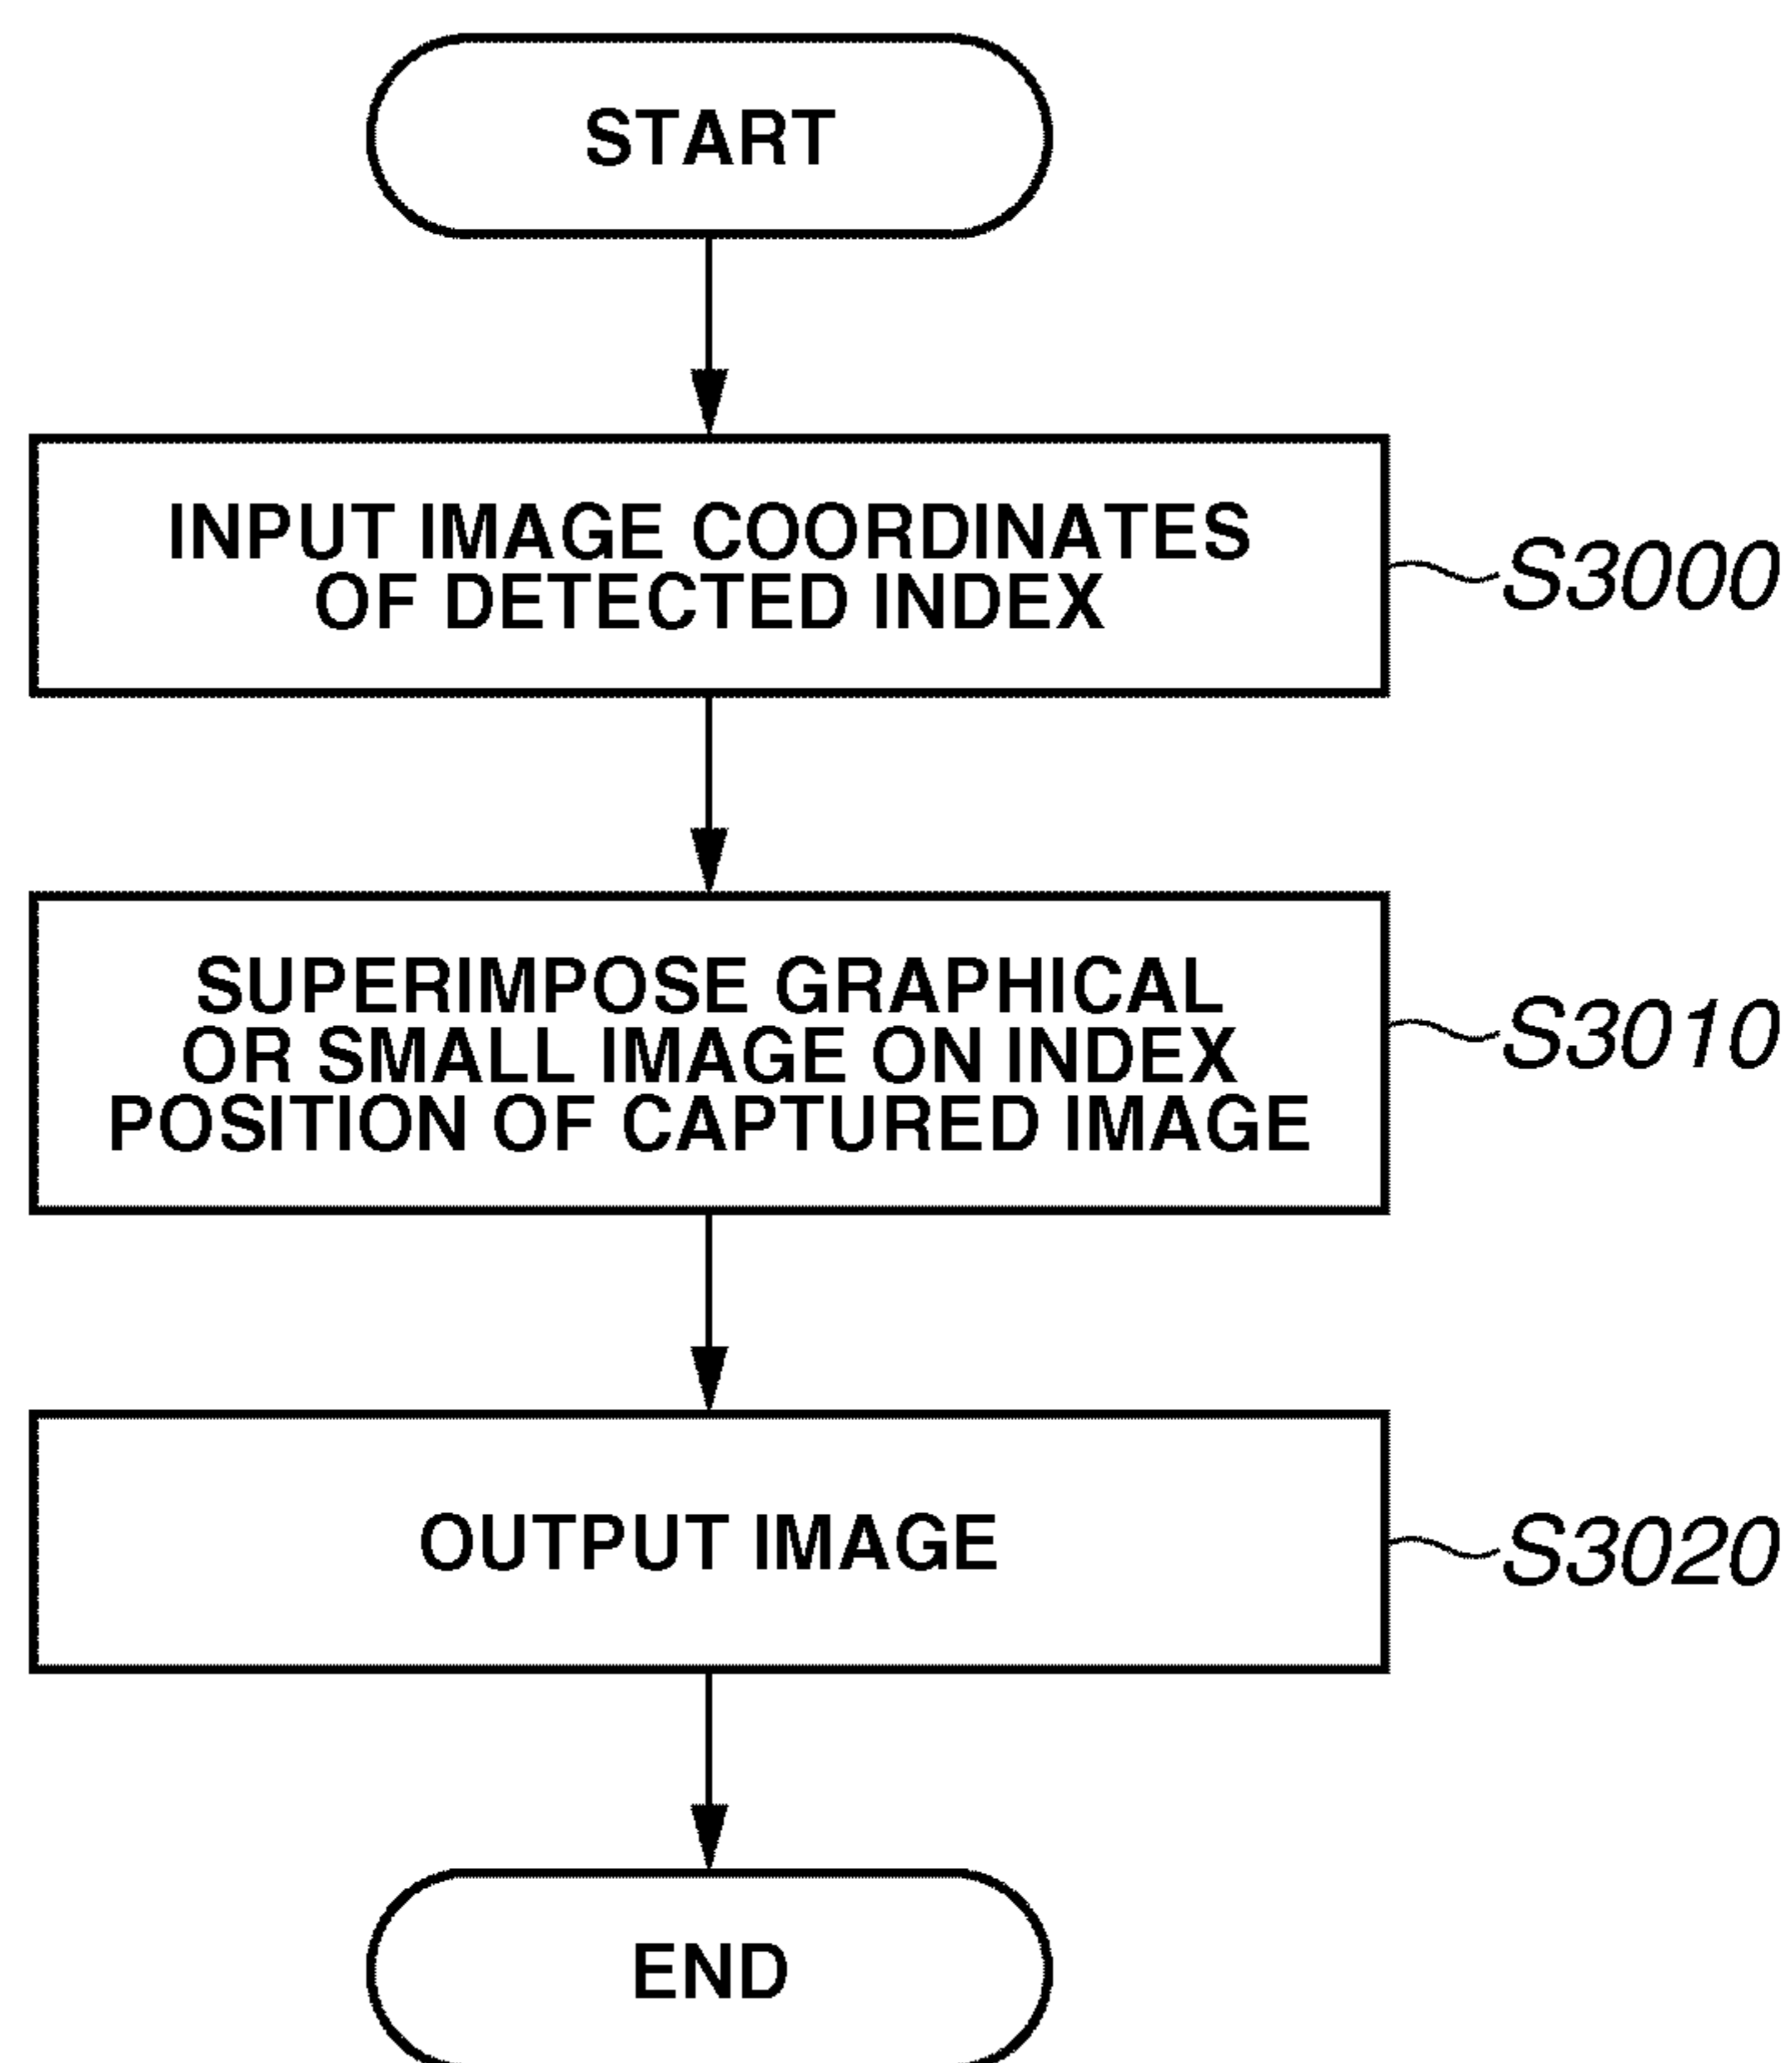 START
INPUT IMAGE COORDINATES
OF DETECTED INDEX
S3000
SUPERIMPOSE GRAPHICAL
OR SMALL IMAGE ON INDEX
POSITION OF CAPTURED IMAGE
S3010
OUTPUT IMAGE
S3020
END